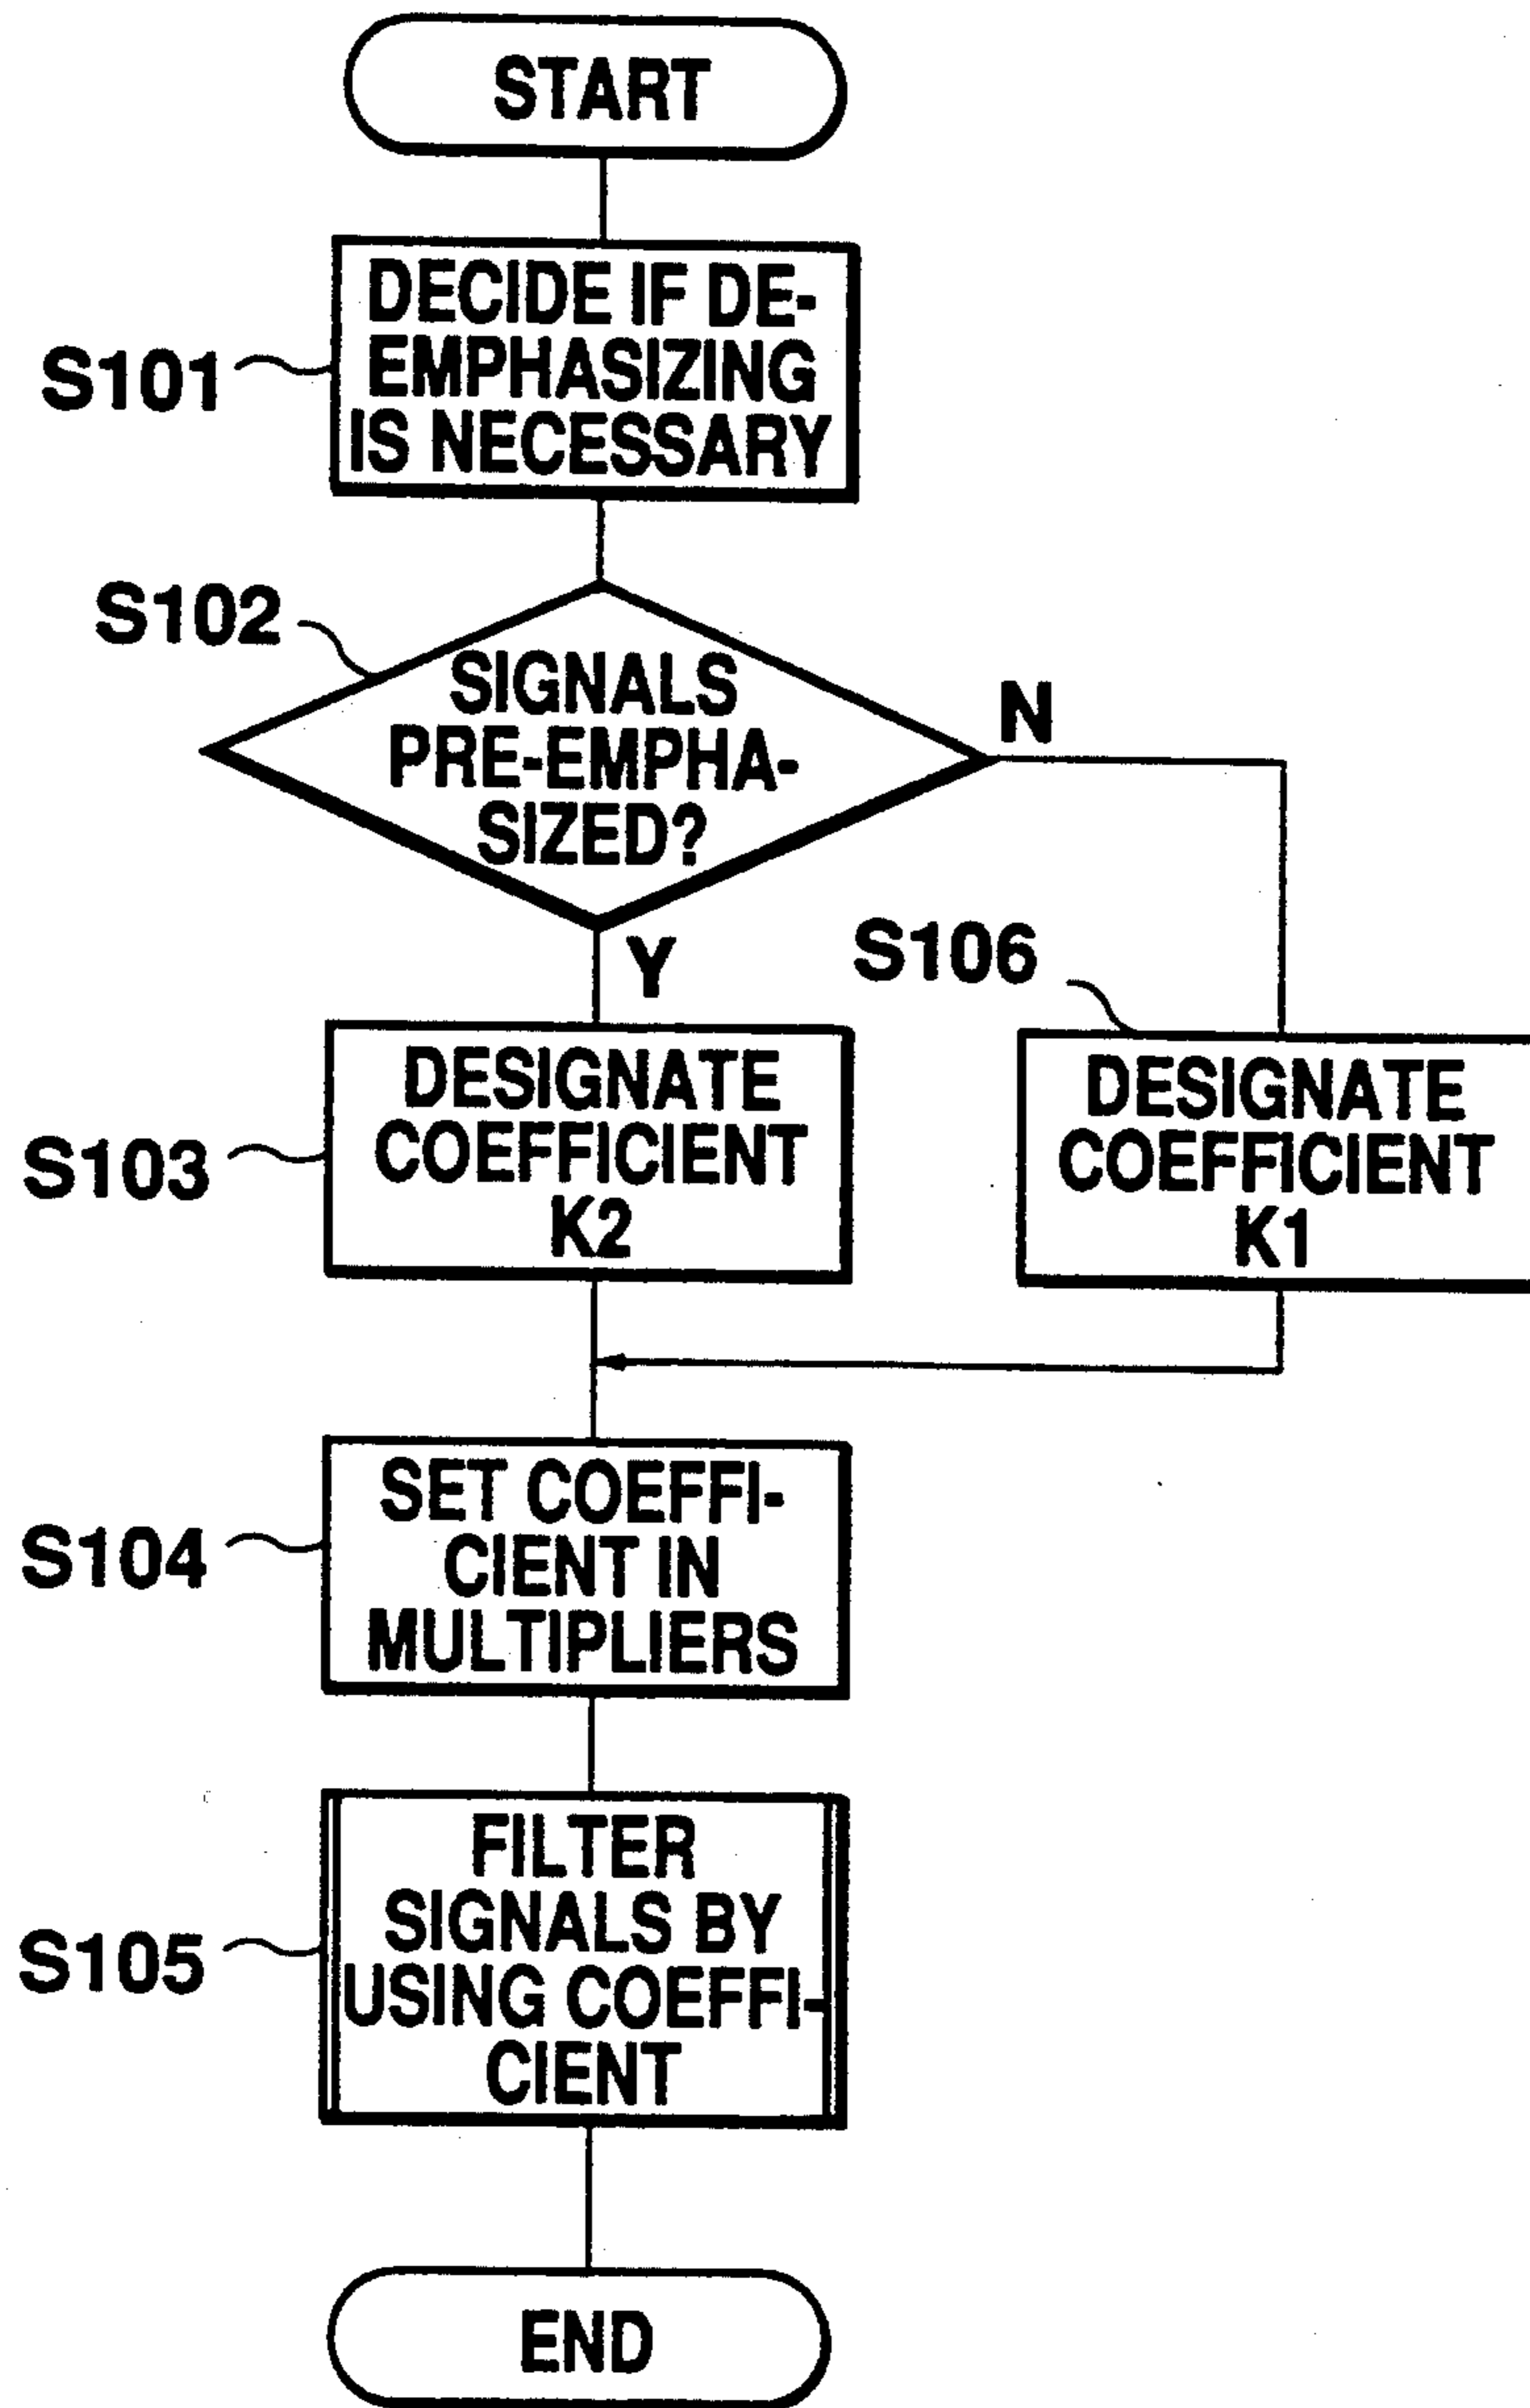 START
DECIDE IF DE-
EMPHASIZING
IS NECESSARY
S101
S102
SIGNALS
PRE-EMPHA-
SIZED?
N
Y
S106
DESIGNATE
COEFFICIENT
K2
S103
DESIGNATE
COEFFICIENT
K1
SET COEFFI-
CIENT IN
MULTIPLIERS
S104
FILTER
SIGNALS BY
USING COEFFI-
CIENT
S105
END